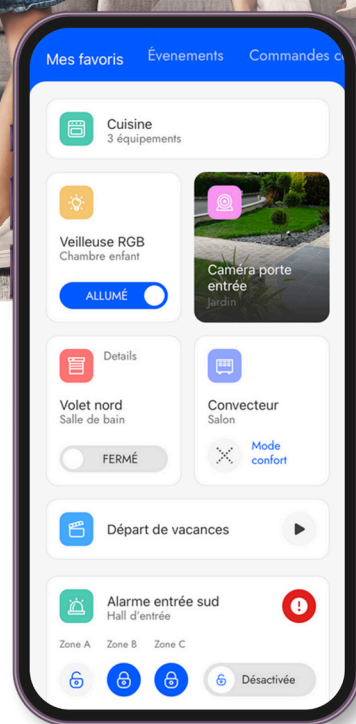 Mes favoris
Évenements
Commandes c
Cuisine
3 équipements
Veilleuse RGB
Chambre enfant
ALLUMÉ
Caméra porte
entrée
Jardin
Details
Volet nord
Salle de bain
FERMÉ
Convecteur
Salon
Mode
confort
Départ de vacances
Alarme entrée sud
Hall d'entrée
Zone A
Zone B
Zone C
Désactivée